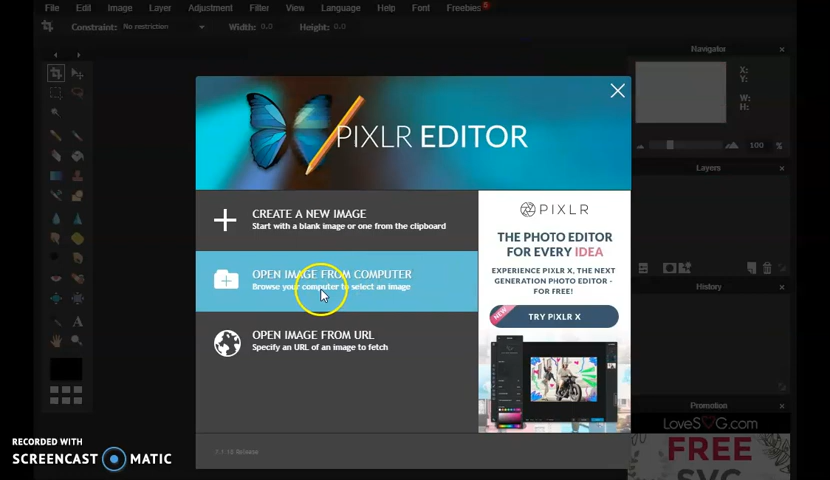 File Edit Image Layer Adjustment Filter View Language Help Font Freebies
Constraint: No restriction Width: 0.0 Height: 0.0
Navigator
X:
Y:
W:
H:
100 %
Layers
History
Promotion
LoveSVG.com
FREE
SVG
PIXLR EDITOR
CREATE A NEW IMAGE
Start with a blank image or one from the clipboard
OPEN IMAGE FROM COMPUTER
Browse your computer to select an image
OPEN IMAGE FROM URL
Specify an URL of an image to fetch
PIXLR
THE PHOTO EDITOR
FOR EVERY IDEA
EXPERIENCE PIXLR X, THE NEXT
GENERATION PHOTO EDITOR -
FOR FREE!
NEW
TRY PIXLR X
RECORDED WITH
SCREENCAST MATIC